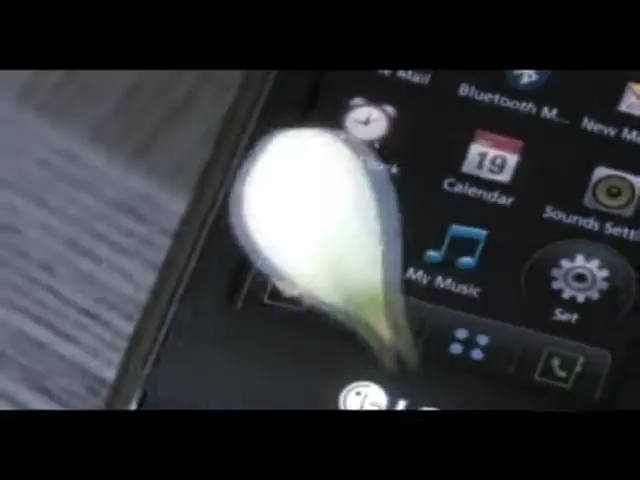 Mail
Bluetooth M...
New M
19
Calendar
Sounds Setti
My Music
Set